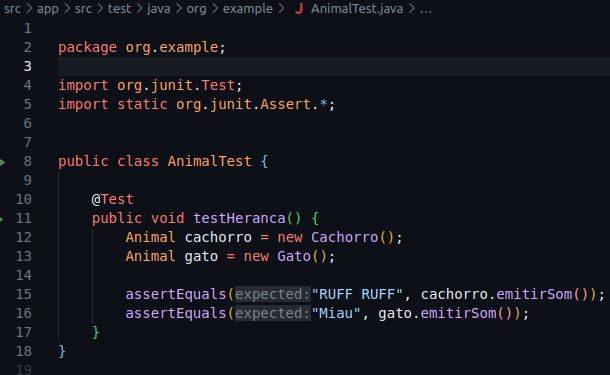 src > app > src > test > java > org > example > J AnimalTest.java > ...
1
2 package org.example;
3
4 import org.junit.Test;
5 import static org.junit.Assert.*;
6
7
8 public class AnimalTest {
9
10 @Test
11 public void testHeranca() {
12 Animal cachorro = new Cachorro();
13 Animal gato = new Gato();
14
15 assertEquals(expected:"RUFF RUFF", cachorro.emitirSom());
16 assertEquals(expected:"Miau", gato.emitirSom());
17 }
18 }
19